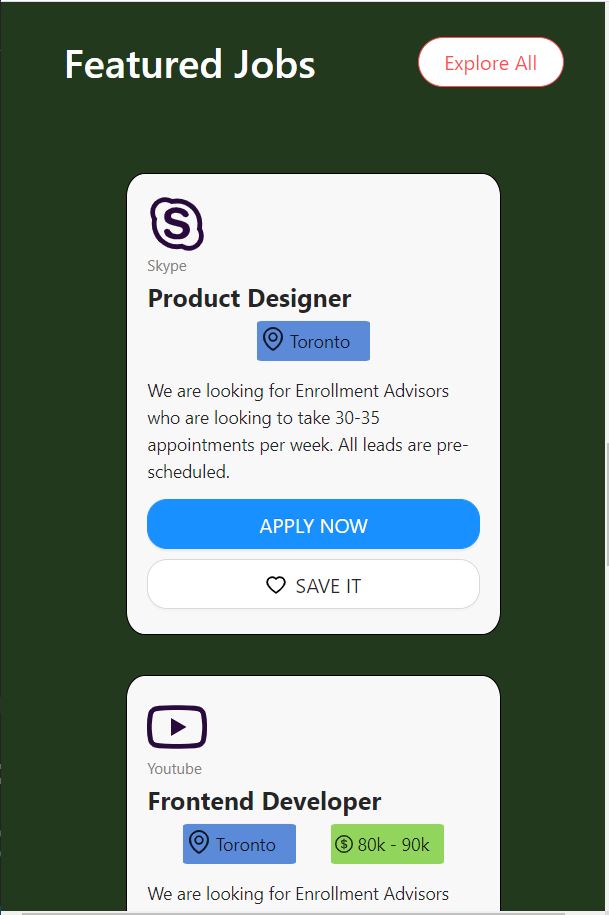 Featured Jobs
Explore All
S
Skype
Product Designer
Toronto
We are looking for Enrollment Advisors
who are looking to take 30-35
appointments per week. All leads are pre-
scheduled.
APPLY NOW
SAVE IT
Youtube
Frontend Developer
Toronto
$ 80k - 90k
We are looking for Enrollment Advisors